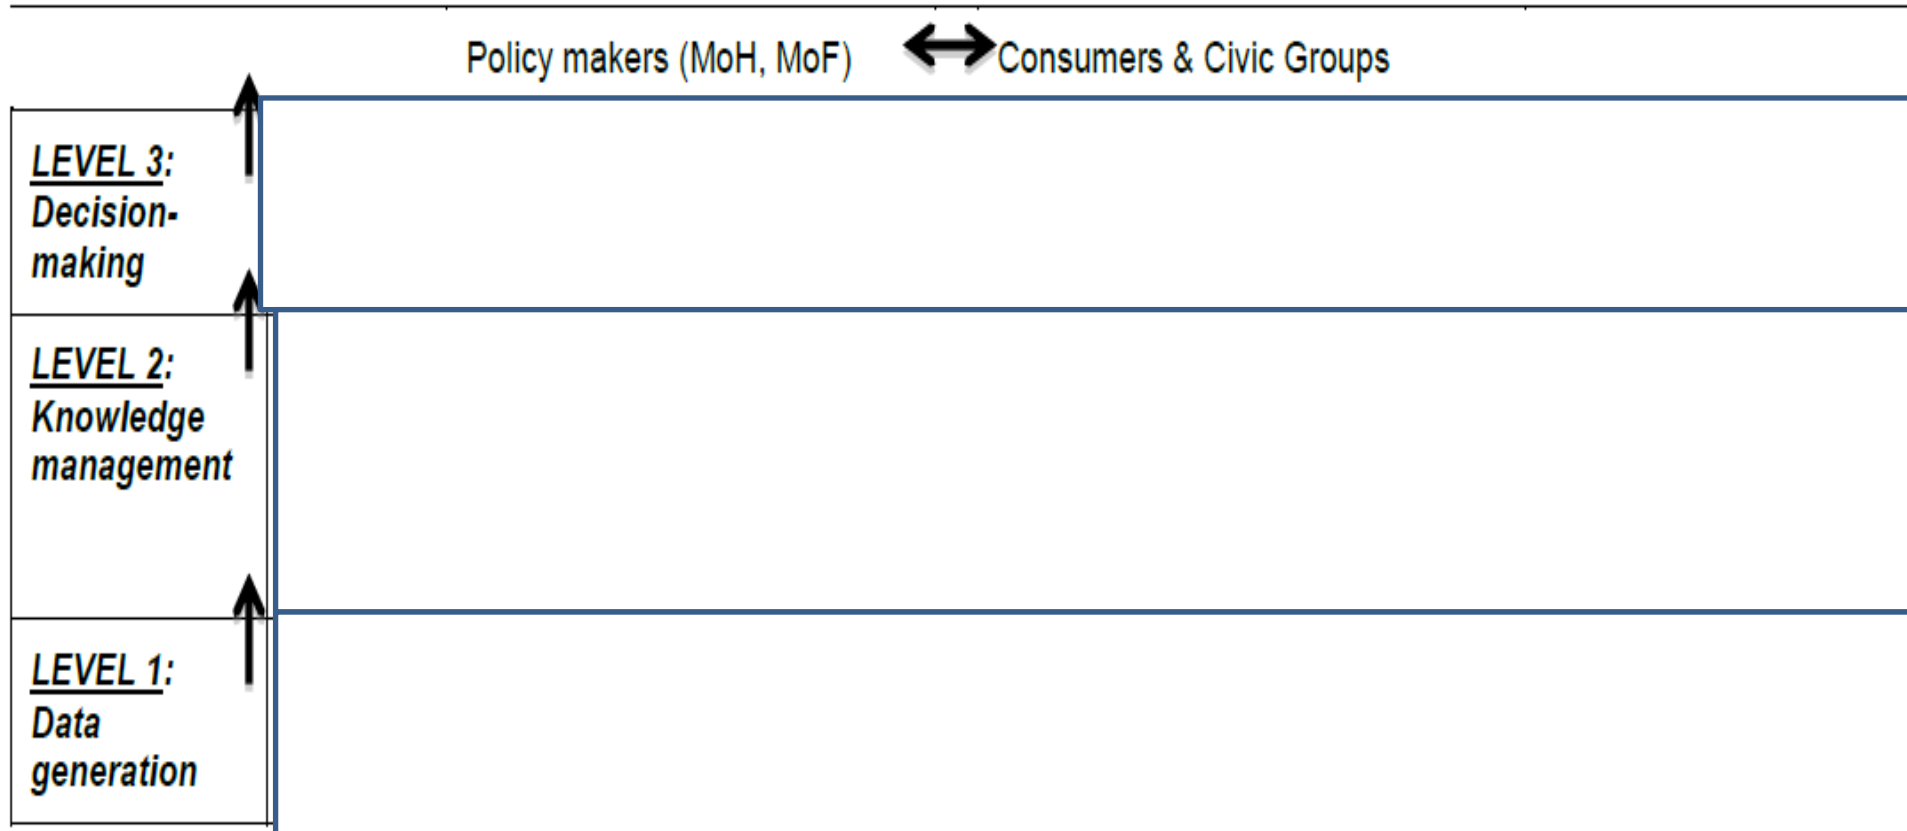 Policy makers (MoH, MoF) Consumers & Civic Groups
LEVEL 3:
Decision-
making
LEVEL 2:
Knowledge
management
LEVEL 1:
Data
generation